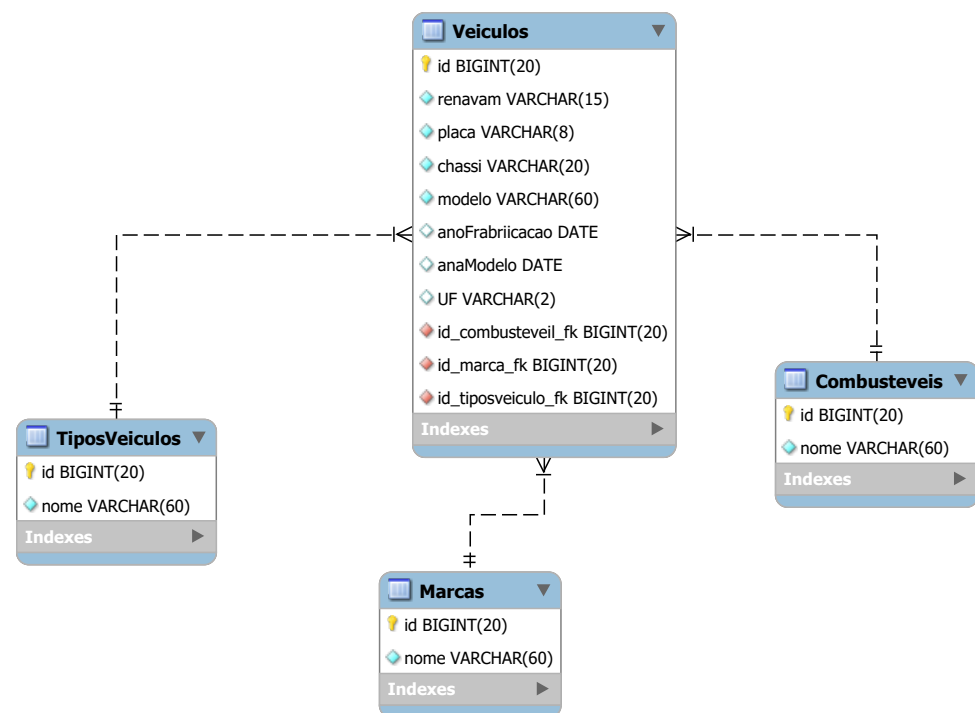 Veiculos
id BIGINT(20)
renavam VARCHAR(15)
placa VARCHAR(8)
chassi VARCHAR(20)
modelo VARCHAR(60)
anoFrabriicacao DATE
anaModelo DATE
UF VARCHAR(2)
id_combusteveil_fk BIGINT(20)
id_marca_fk BIGINT(20)
id_tiposveiculo_fk BIGINT(20)
Indexes
TiposVeiculos
id BIGINT(20)
nome VARCHAR(60)
Indexes
Combusteveis
id BIGINT(20)
nome VARCHAR(60)
Indexes
Marcas
id BIGINT(20)
nome VARCHAR(60)
Indexes